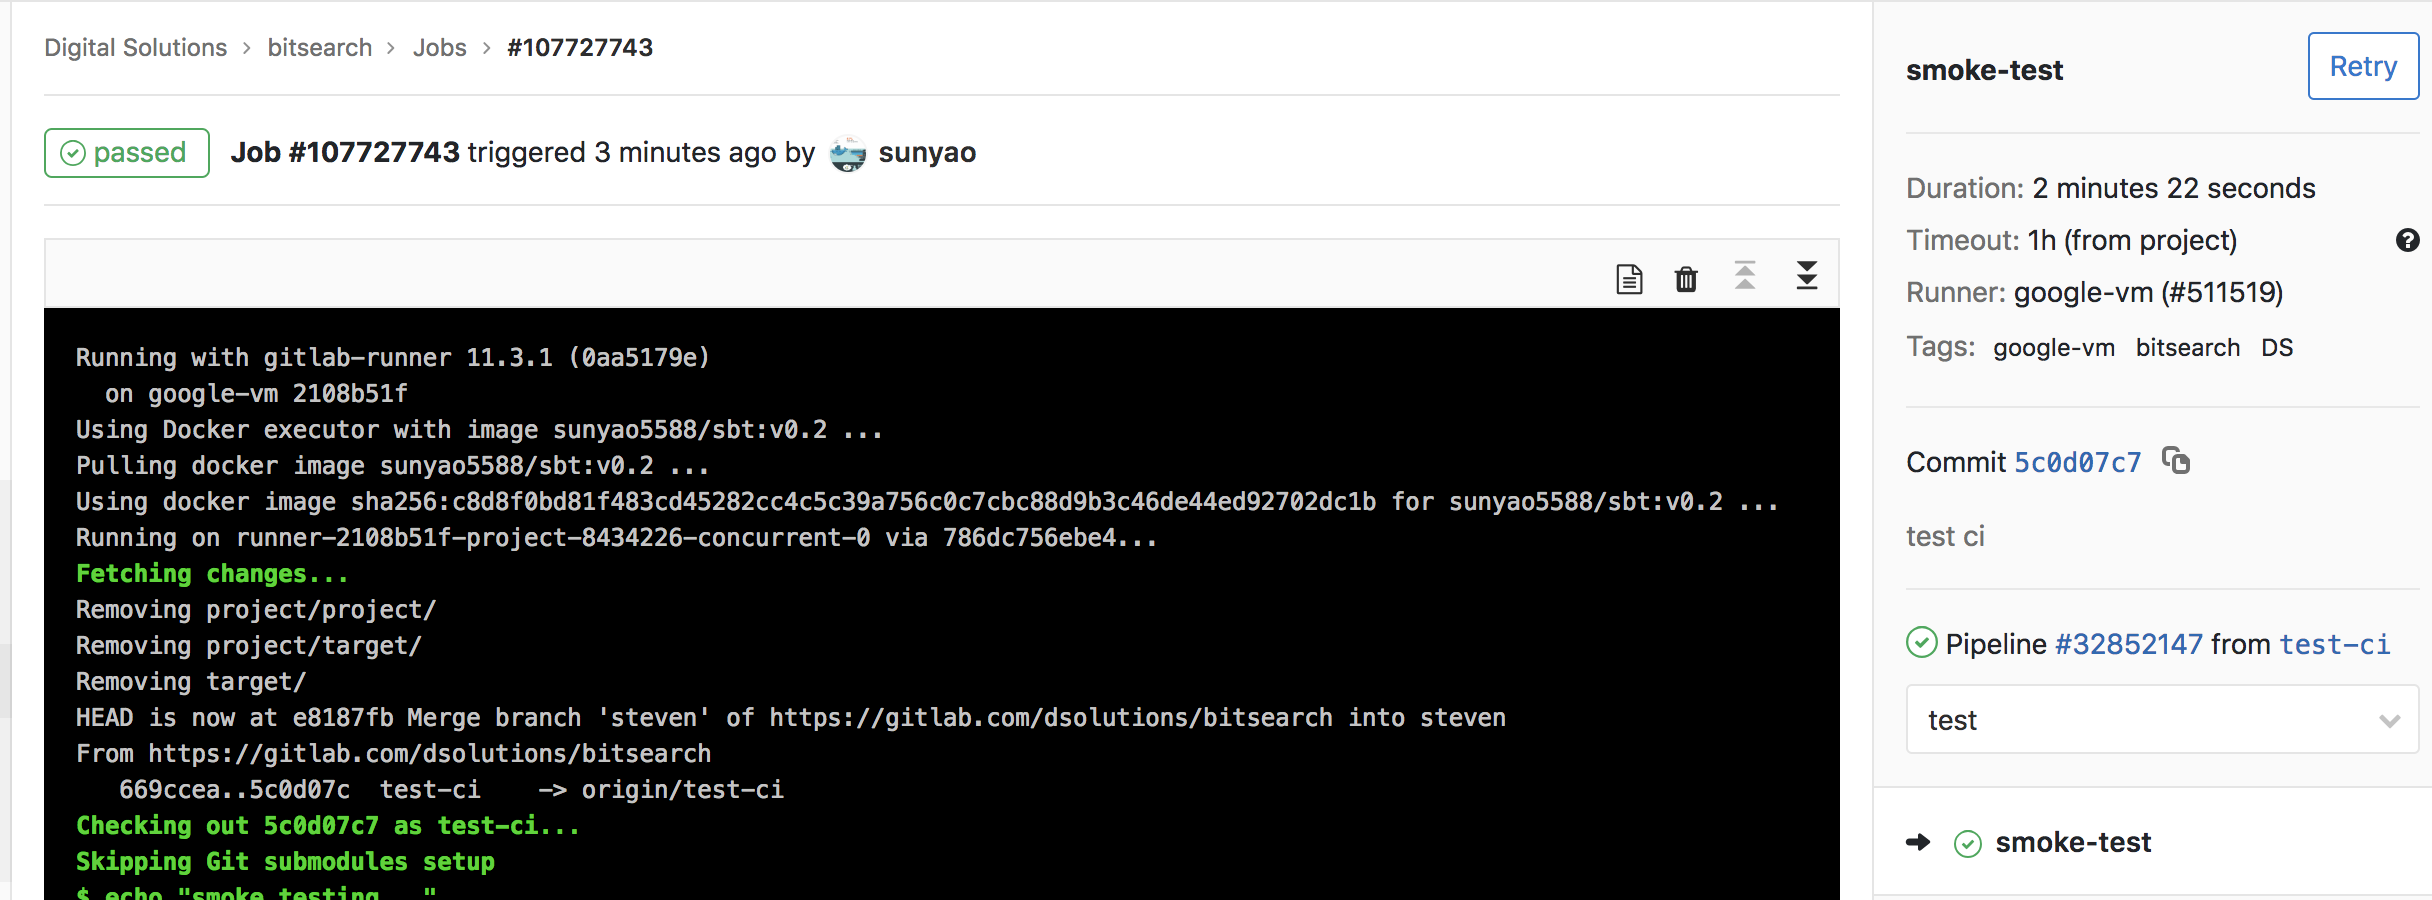 Digital Solutions > bitsearch > Jobs > #107727743
passed Job #107727743 triggered 3 minutes ago by sunyao
Running with gitlab-runner 11.3.1 (0aa5179e)
on google-vm 2108b51f
Using Docker executor with image sunyao5588/sbt:v0.2 ...
Pulling docker image sunyao5588/sbt:v0.2 ...
Using docker image sha256:c8d8f0bd81f483cd45282cc4c5c39a756c0c7cbc88d9b3c46de44ed92702dc1b for sunyao5588/sbt:v0.2 ...
Running on runner-2108b51f-project-8434226-concurrent-0 via 786dc756ebe4...
Fetching changes...
Removing project/project/
Removing project/target/
Removing target/
HEAD is now at e8187fb Merge branch 'steven' of https://gitlab.com/dsolutions/bitsearch into steven
From https://gitlab.com/dsolutions/bitsearch
669ccea..5c0d07c test-ci -> origin/test-ci
Checking out 5c0d07c7 as test-ci...
Skipping Git submodules setup
$ echo "smoke testing..."
smoke-test
Retry
Duration: 2 minutes 22 seconds
Timeout: 1h (from project)
Runner: google-vm (#511519)
Tags: google-vm bitsearch DS
Commit 5c0d07c7
test ci
Pipeline #32852147 from test-ci
test
smoke-test